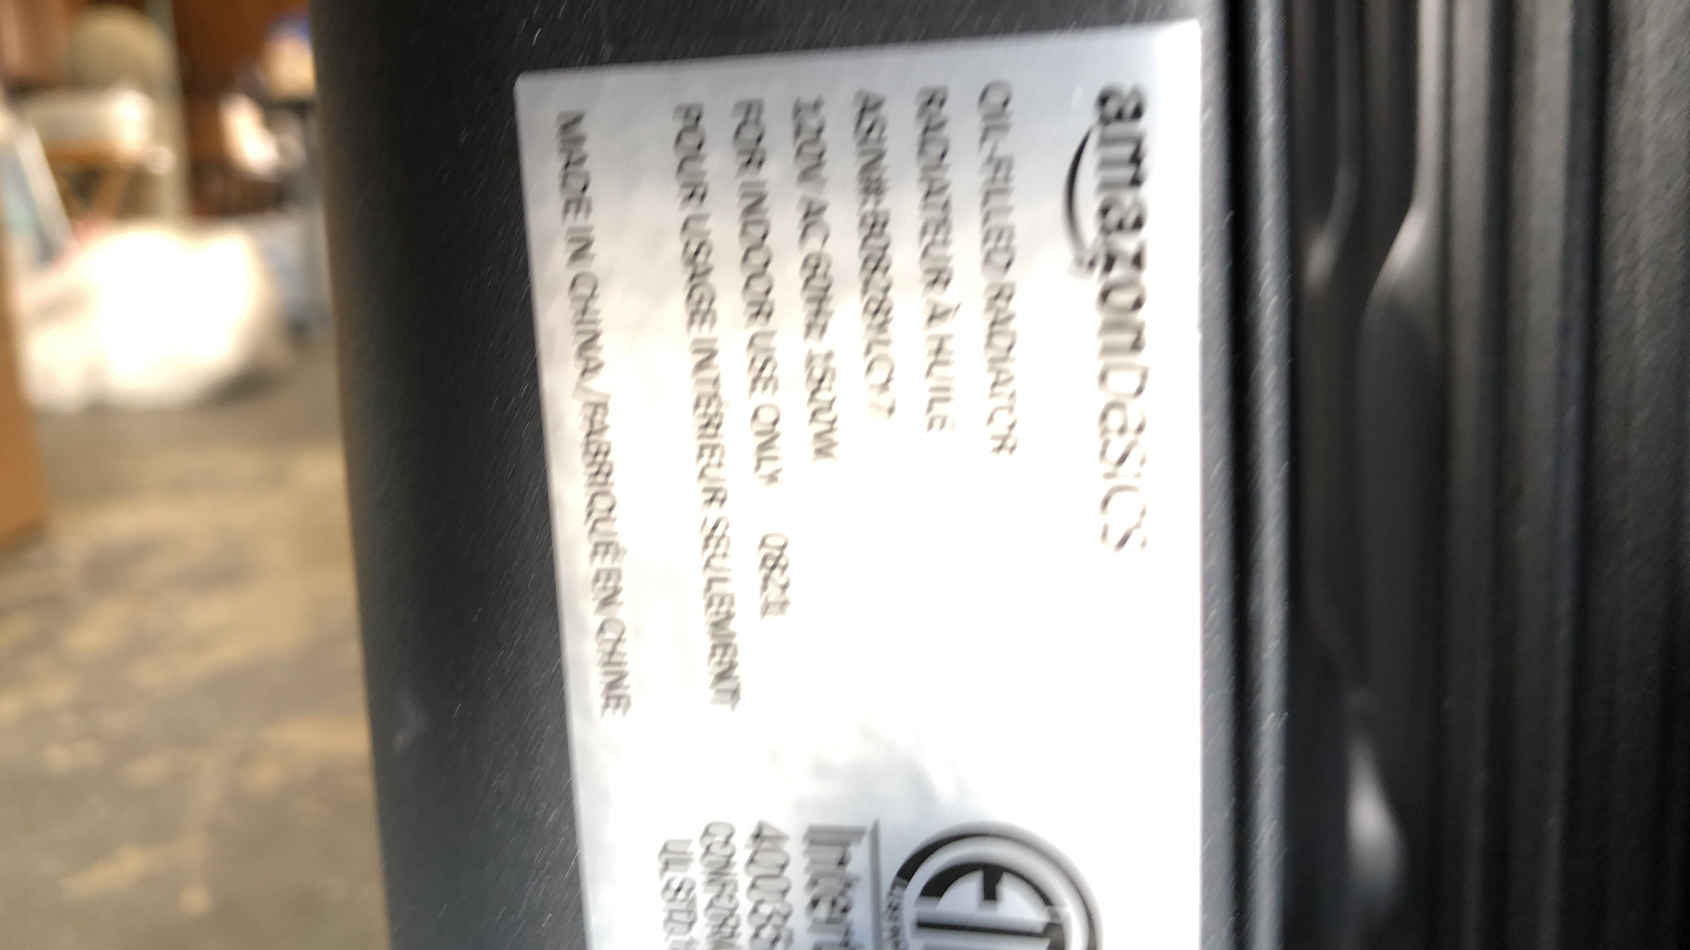 amazonbasics
OIL-FILLED RADIATOR
RADIATEUR À HUILE
120V AC 60Hz 1500W
FOR INDOOR USE ONLY 0821
POUR USAGE INTÉRIEUR SEULEMENT
MADE IN CHINA/FABRIQUÉ EN CHINE